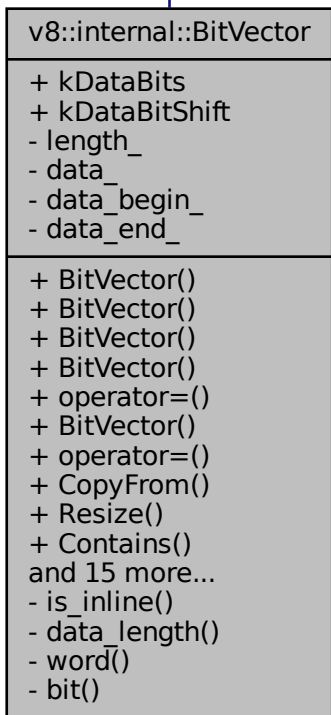 v8::internal::BitVector
+ kDataBits
+ kDataBitShift
- length_
- data_
- data_begin_
- data_end_
+ BitVector()
+ BitVector()
+ BitVector()
+ BitVector()
+ operator=()
+ BitVector()
+ operator=()
+ CopyFrom()
+ Resize()
+ Contains()
and 15 more...
- is_inline()
- data_length()
- word()
- bit()